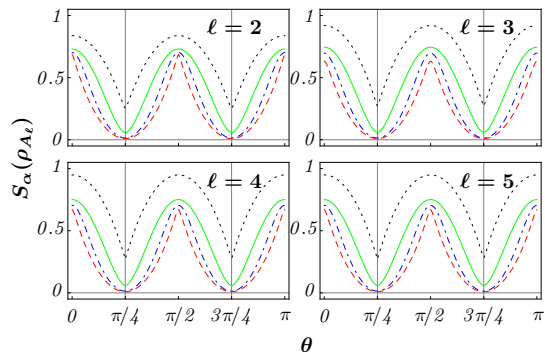 1
0.5
0
ℓ = 2
ℓ = 3
1
0.5
0
ℓ = 4
ℓ = 5
S_α(ρ_{A_ℓ})
0 π/4 π/2 3π/4 π
0 π/4 π/2 3π/4 π
θ